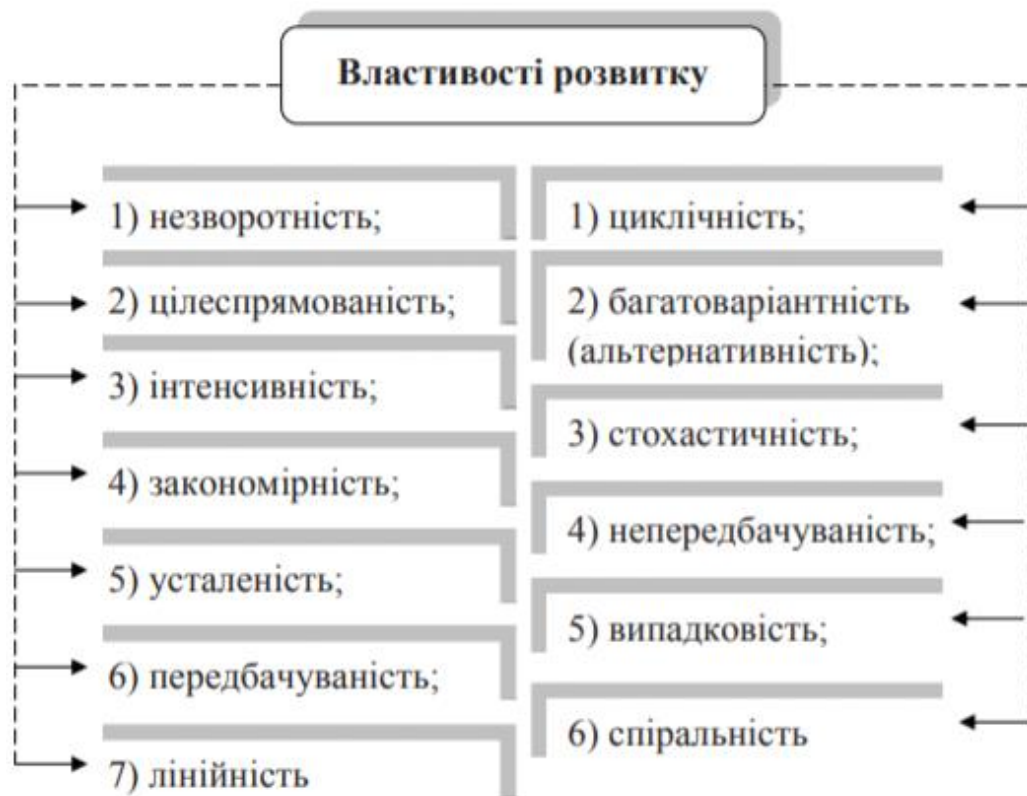 Властивості розвитку
1) незворотність;
2) цілеспрямованість;
3) інтенсивність;
4) закономірність;
5) усталеність;
6) передбачуваність;
7) лінійність
1) циклічність;
2) багатоваріантність
(альтернативність);
3) стохастичність;
4) непередбачуваність;
5) випадковість;
6) спіральність